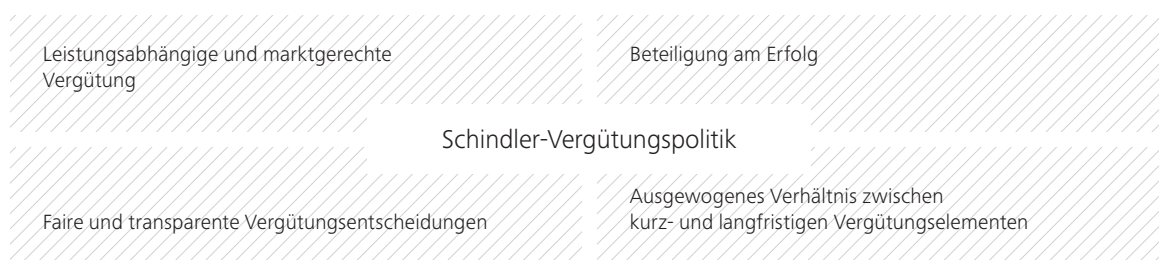 Leistungsabhängige und marktgerechte
Vergütung
Beteiligung am Erfolg
Schindler-Vergütungspolitik
Faire und transparente Vergütungsentscheidungen
Ausgewogenes Verhältnis zwischen
kurz- und langfristigen Vergütungselementen